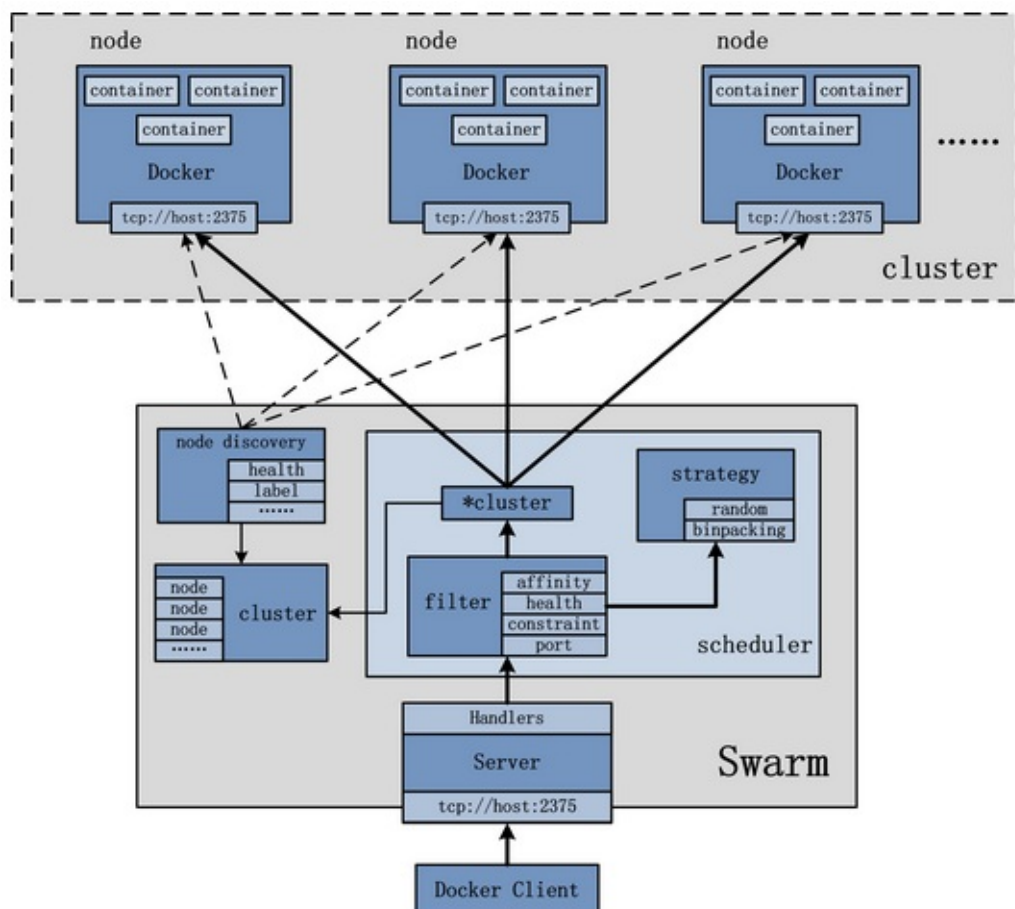 node node node
container container container container container container
container container container
Docker Docker Docker
......
tcp://host:2375 tcp://host:2375 tcp://host:2375
cluster
node discovery
health
label
......
*cluster
strategy
random
binpacking
node
node
node
......
cluster
filter
affinity
health
constraint
port
scheduler
Handlers
Server
tcp://host:2375
Swarm
Docker Client